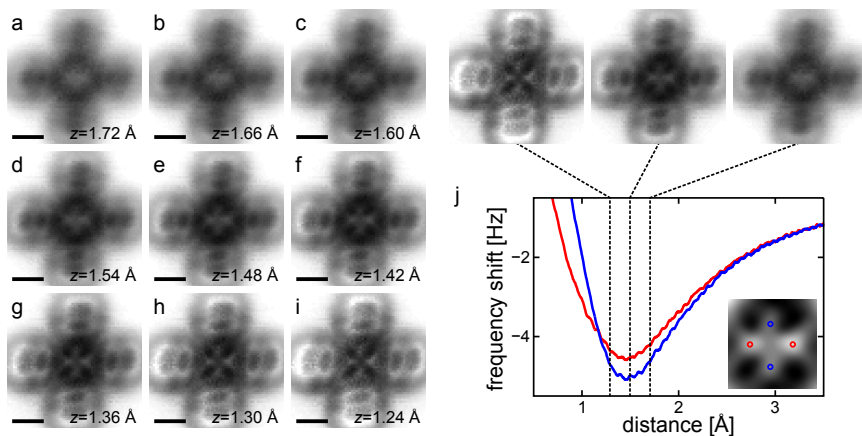 a
z=1.72 Å
b
z=1.66 Å
c
z=1.60 Å
d
z=1.54 Å
e
z=1.48 Å
f
z=1.42 Å
g
z=1.36 Å
h
z=1.30 Å
i
z=1.24 Å
j
frequency shift [Hz]
−2
−4
1
2
3
distance [Å]